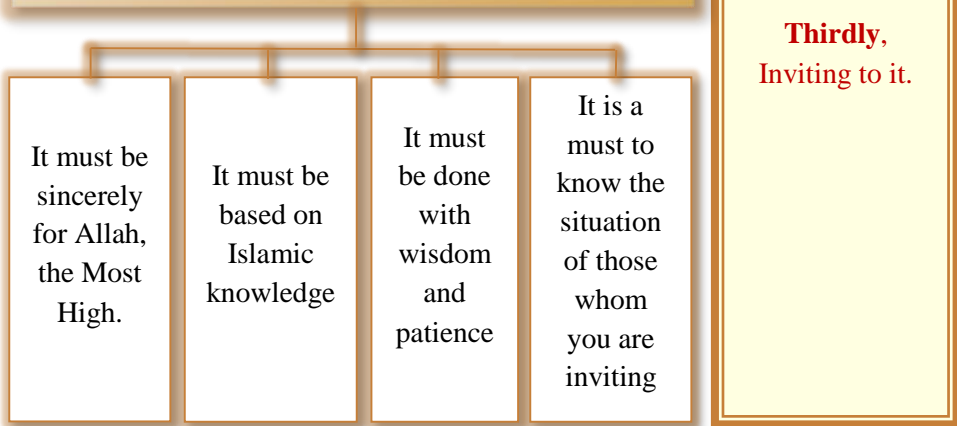 It must be
sincerely
for Allah,
the Most
High.
It must be
based on
Islamic
knowledge
It must
be done
with
wisdom
and
patience
It is a
must to
know the
situation
of those
whom
you are
inviting
Thirdly,
Inviting to it.